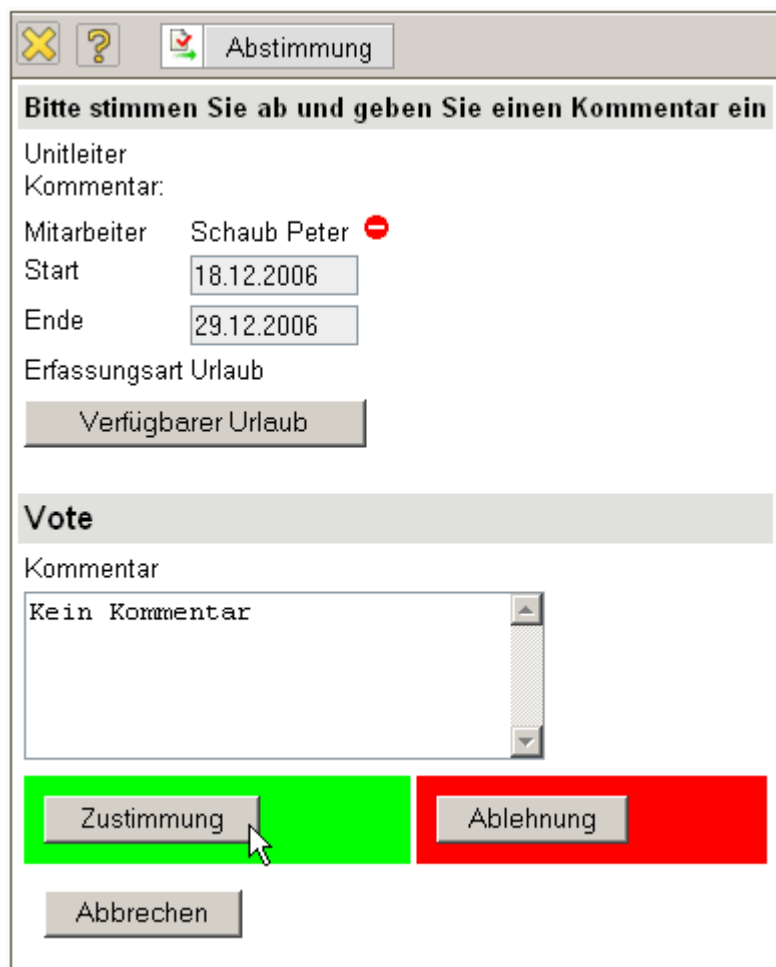 Abstimmung
Bitte stimmen Sie ab und geben Sie einen Kommentar ein
Unitleiter
Kommentar:
Mitarbeiter Schaub Peter
Start 18.12.2006
Ende 29.12.2006
Erfassungsart Urlaub
Verfügbarer Urlaub
Vote
Kommentar
Kein Kommentar
Zustimmung Ablehnung
Abbrechen